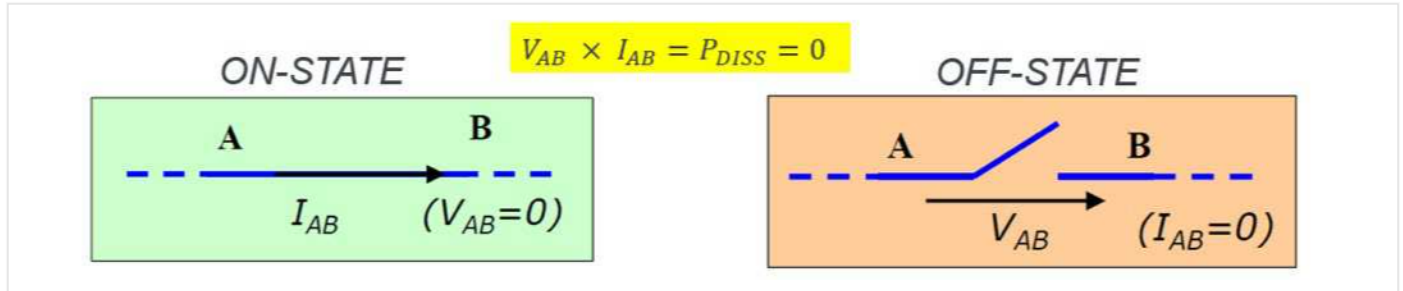 V_AB × I_AB = P_DISS = 0
ON-STATE
OFF-STATE
A B
I_AB (V_AB=0)
A B
V_AB (I_AB=0)